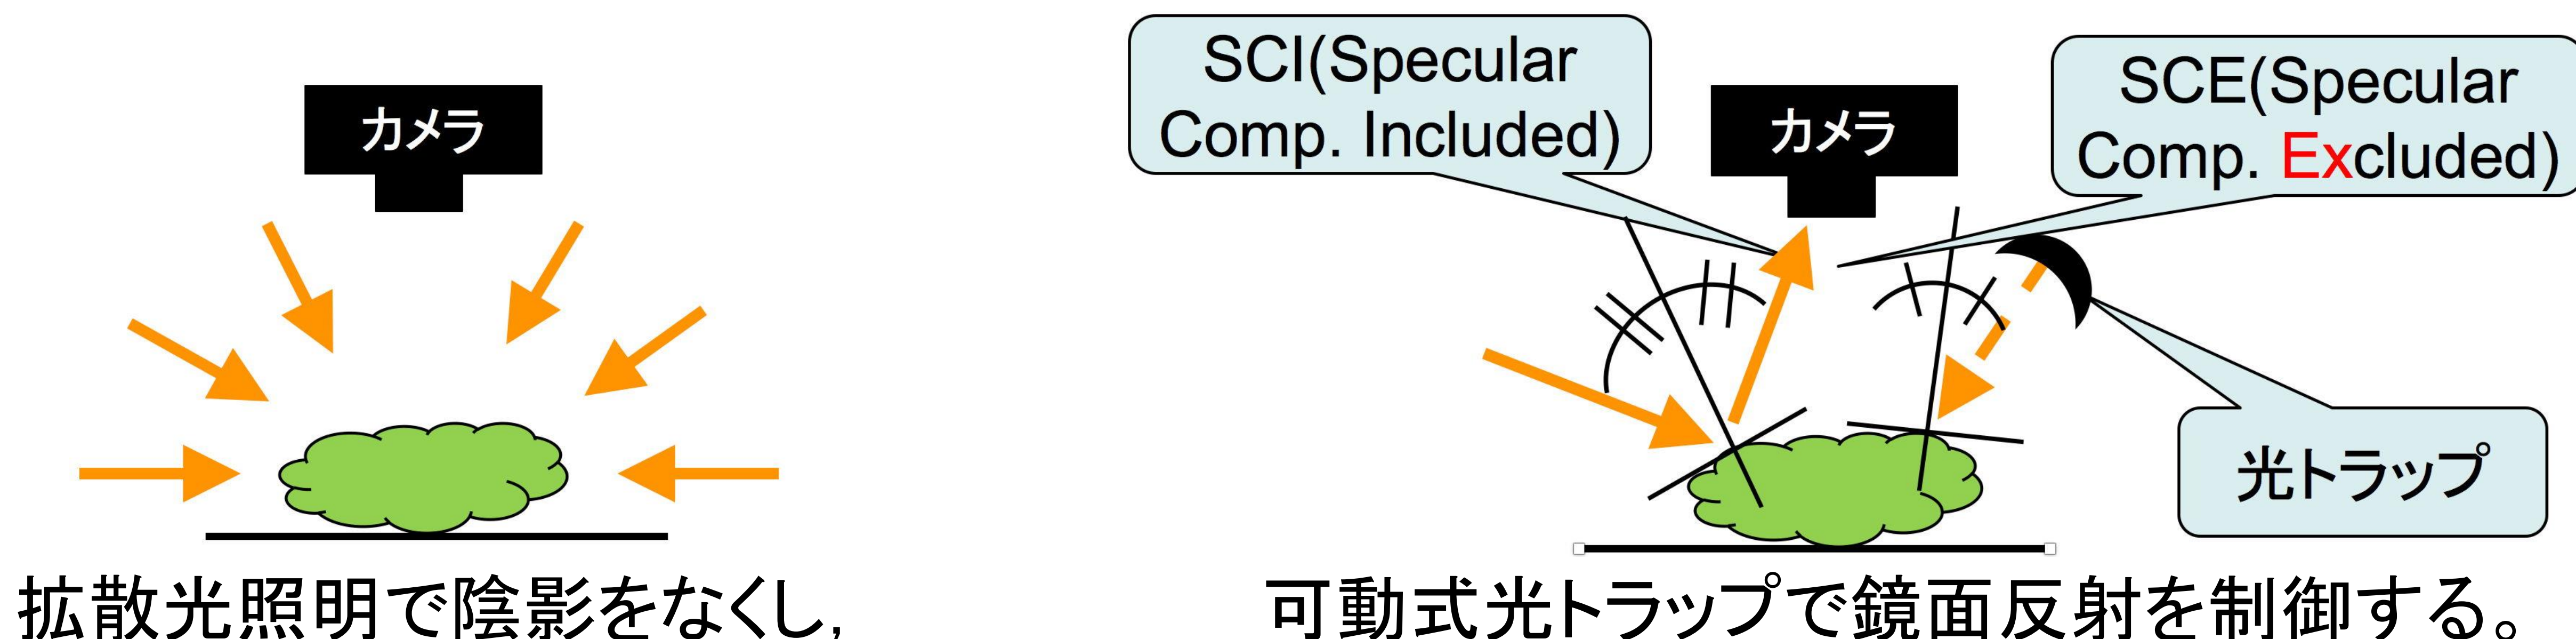 カメラ
拡散光照明で陰影をなくし,
SCI(Specular
Comp. Included)
カメラ
SCE(Specular
Comp. Excluded)
光トラップ
可動式光トラップで鏡面反射を制御する。